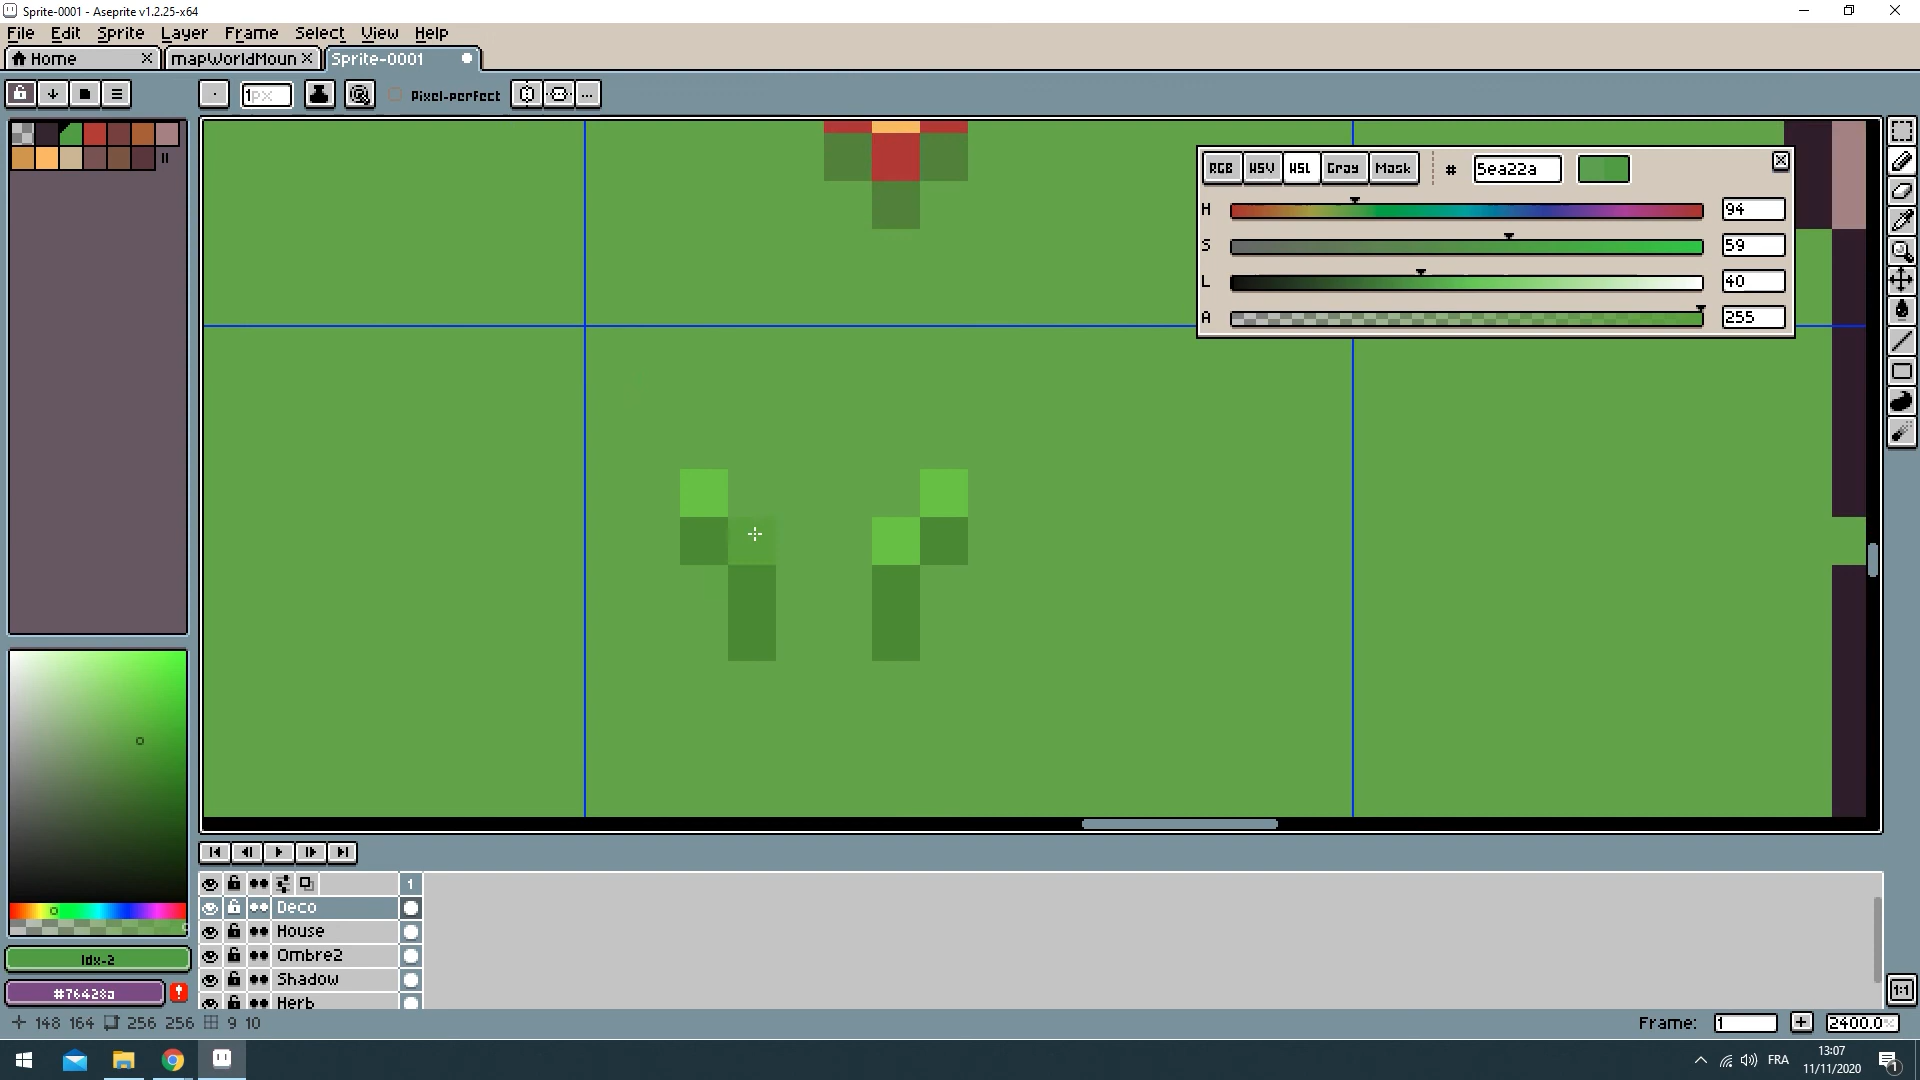 Sprite-0001 - Aseprite v1.2.25-x64
File Edit Sprite Layer Frame Select View Help
Home mapWorldMoun Sprite-0001
1px Pixel-perfect ...
RGB HSV HSL Gray Mask # 5ea22a
H 94
S 59
L 40
A 255
1
Deco
House
Ombre2
Shadow
Herb
Idx-2
#76428a
1:1
148 164 256 256 9 10 Frame: 1 + 2400.0
FRA 13:07
11/11/2020 1